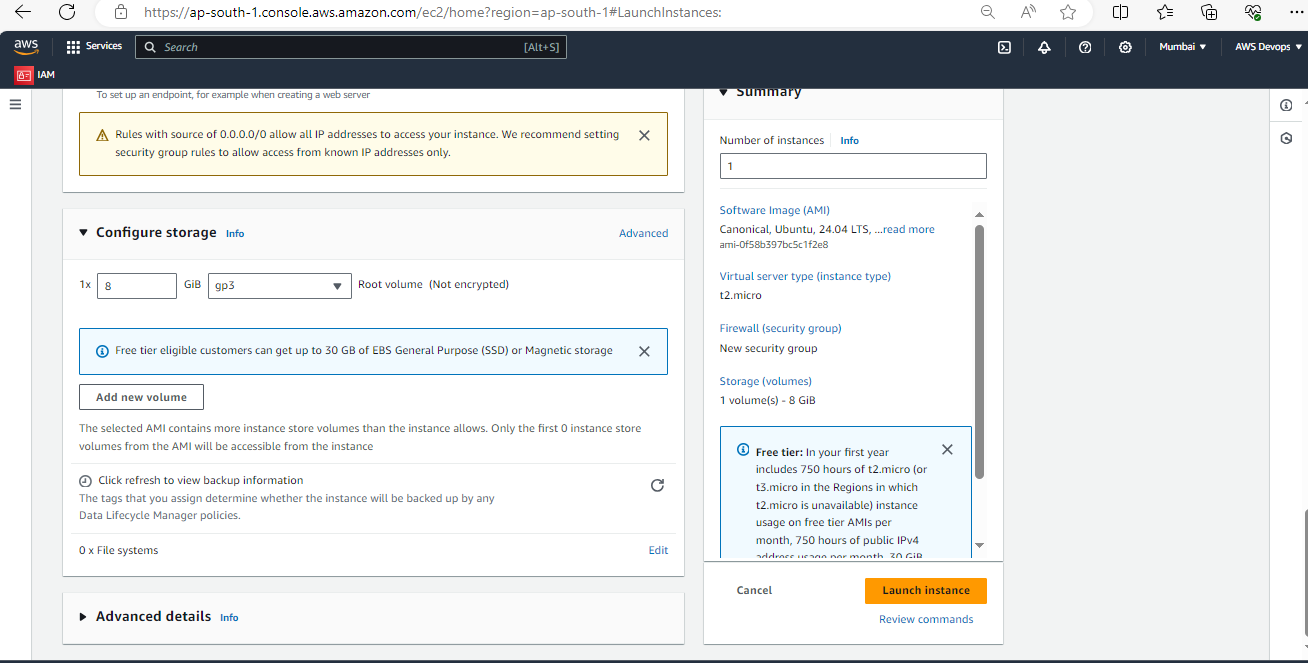 https://ap-south-1.console.aws.amazon.com/ec2/home?region=ap-south-1#LaunchInstances:
aws
Services
Search
[Alt+S]
Mumbai
AWS Devops
IAM
To set up an endpoint, for example when creating a web server
Rules with source of 0.0.0.0/0 allow all IP addresses to access your instance. We recommend setting
security group rules to allow access from known IP addresses only.
Configure storage Info
Advanced
1x 8 GiB gp3 Root volume (Not encrypted)
Free tier eligible customers can get up to 30 GB of EBS General Purpose (SSD) or Magnetic storage
Add new volume
The selected AMI contains more instance store volumes than the instance allows. Only the first 0 instance store
volumes from the AMI will be accessible from the instance
Click refresh to view backup information
The tags that you assign determine whether the instance will be backed up by any
Data Lifecycle Manager policies.
0 x File systems
Edit
Advanced details Info
Summary
Number of instances Info
1
Software Image (AMI)
Canonical, Ubuntu, 24.04 LTS, ...read more
ami-0f58b397bc5c1f2e8
Virtual server type (instance type)
t2.micro
Firewall (security group)
New security group
Storage (volumes)
1 volume(s) - 8 GiB
Free tier: In your first year
includes 750 hours of t2.micro (or
t3.micro in the Regions in which
t2.micro is unavailable) instance
usage on free tier AMIs per
month, 750 hours of public IPv4
address usage per month, 30 GiB
Cancel
Launch instance
Review commands